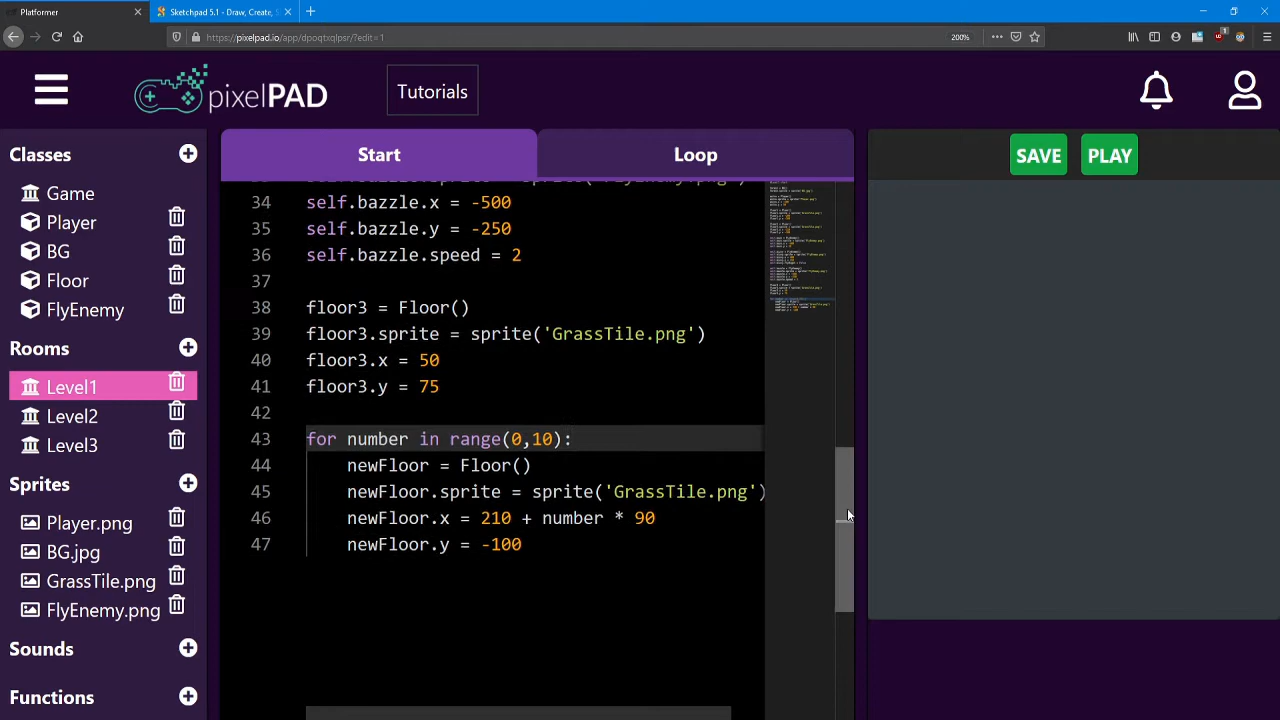 Platformer
Sketchpad 5.1 - Draw, Create, S
https://pixelpad.io/app/dpoqtxqlpsr/?edit=1
200%
pixelPAD
Tutorials
Classes
Game
Player
BG
Floor
FlyEnemy
Rooms
Level1
Level2
Level3
Sprites
Player.png
BG.jpg
GrassTile.png
FlyEnemy.png
Sounds
Functions
Start
Loop
34 self.bazzle.x = -500
35 self.bazzle.y = -250
36 self.bazzle.speed = 2
37
38 floor3 = Floor()
39 floor3.sprite = sprite('GrassTile.png')
40 floor3.x = 50
41 floor3.y = 75
42
43 for number in range(0,10):
44 newFloor = Floor()
45 newFloor.sprite = sprite('GrassTile.png')
46 newFloor.x = 210 + number * 90
47 newFloor.y = -100
SAVE
PLAY